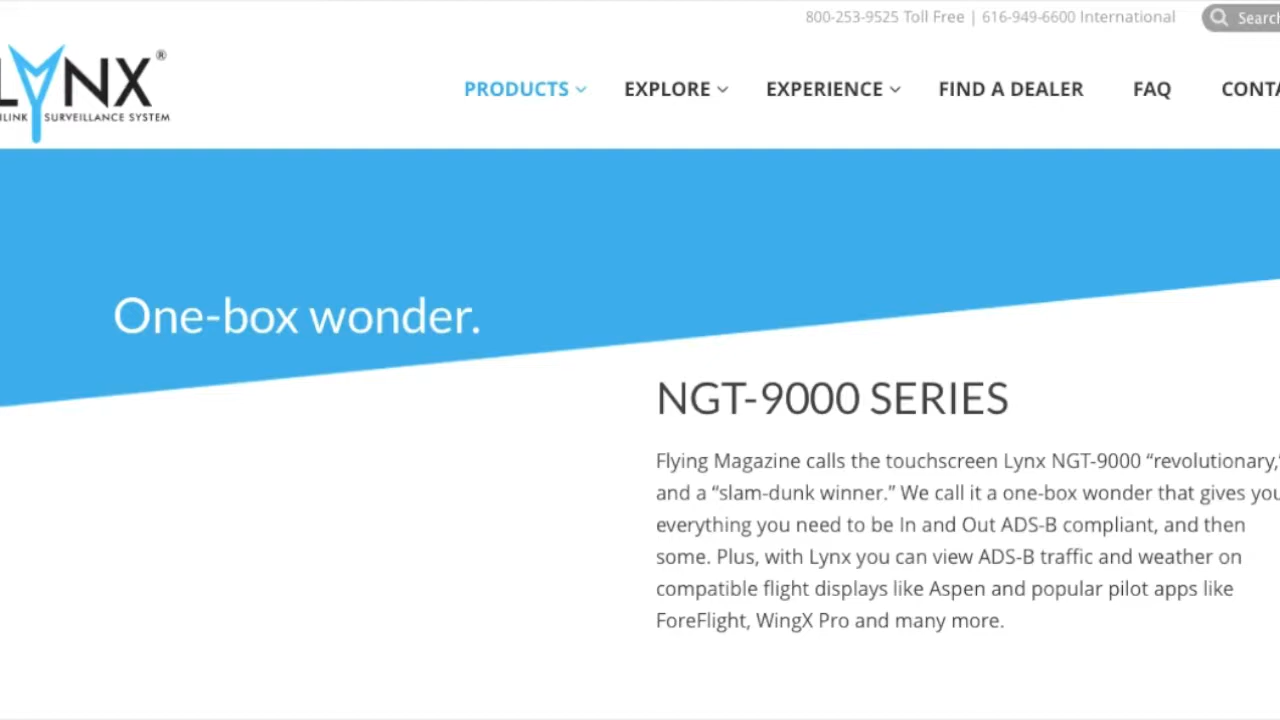 800-253-9525 Toll Free | 616-949-6600 International
Search
LYNX®
SURVEILLANCE SYSTEM
PRODUCTS EXPLORE EXPERIENCE FIND A DEALER FAQ
One-box wonder.
NGT-9000 SERIES
Flying Magazine calls the touchscreen Lynx NGT-9000 “revolutionary,”
and a “slam-dunk winner.” We call it a one-box wonder that gives you
everything you need to be In and Out ADS-B compliant, and then
some. Plus, with Lynx you can view ADS-B traffic and weather on
compatible flight displays like Aspen and popular pilot apps like
ForeFlight, WingX Pro and many more.